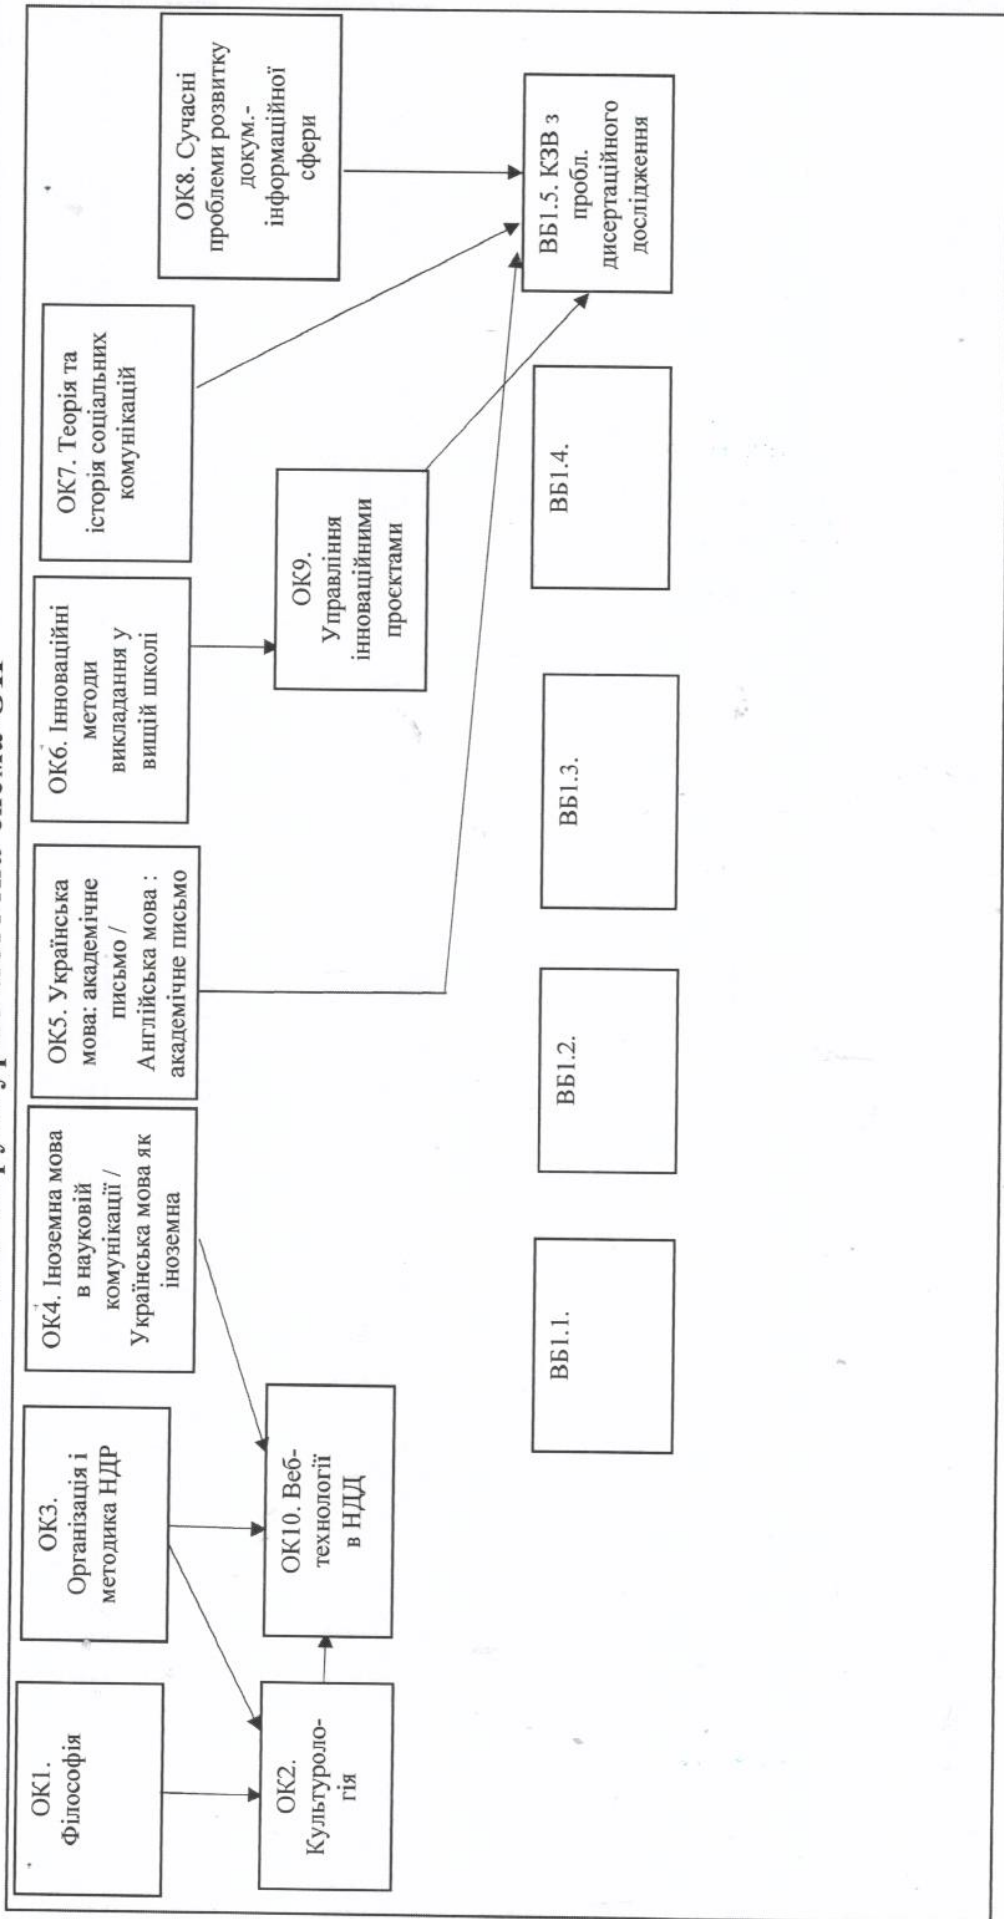 ОК1.
Філософія
ОК3.
Організація і
методика НДР
ОК4. Іноземна мова
в науковій
комунікації /
Українська мова як
іноземна
ОК5. Українська
мова: академічне
письмо /
Англійська мова :
академічне письмо
ОК6. Інноваційні
методи
викладання у
вищій школі
ОК7. Теорія та
історія соціальних
комунікацій
ОК8. Сучасні
проблеми розвитку
докум.-
інформаційної
сфери
ОК2.
Культуроло-
гія
ОК10. Веб-
технології
в НДД
ОК9.
Управління
інноваційними
проєктами
ВБ1.1.
ВБ1.2.
ВБ1.3.
ВБ1.4.
ВБ1.5. КЗВ з
пробл.
дисертаційного
дослідження